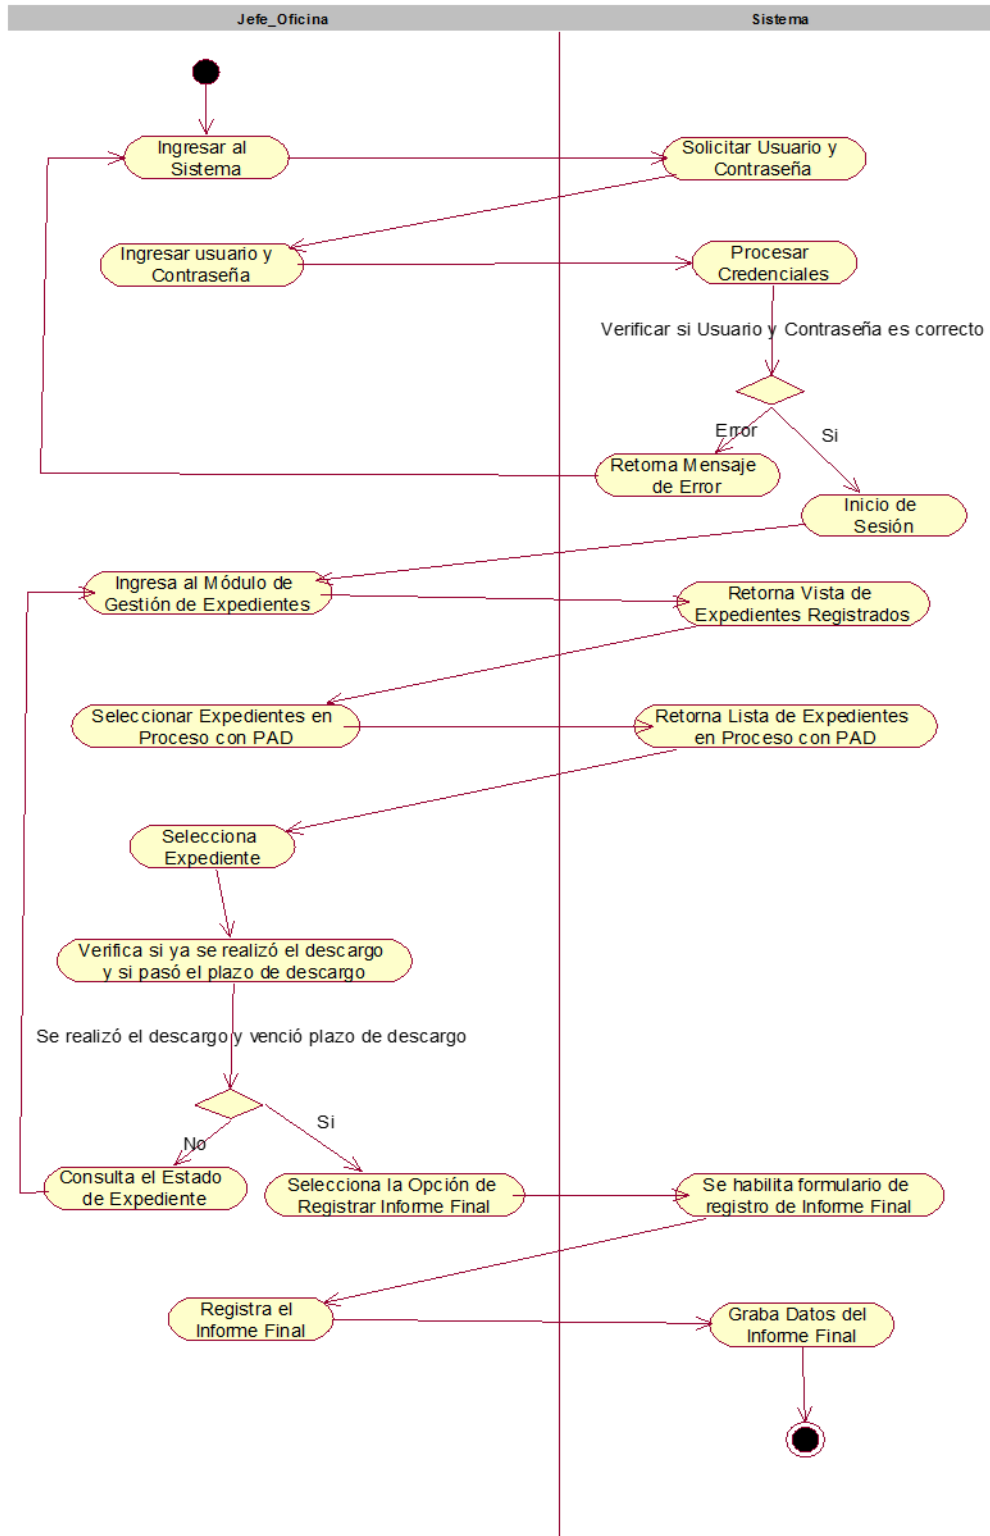 Jefe_Oficina
Sistema
Ingresar al
Sistema
Solicitar Usuario y
Contraseña
Ingresar usuario y
Contraseña
Procesar
Credenciales
Verificar si Usuario y Contraseña es correcto
Error
Si
Retorna Mensaje
de Error
Inicio de
Sesión
Ingresa al Módulo de
Gestión de Expedientes
Retorna Vista de
Expedientes Registrados
Seleccionar Expedientes en
Proceso con PAD
Retorna Lista de Expedientes
en Proceso con PAD
Selecciona
Expediente
Verifica si ya se realizó el descargo
y si pasó el plazo de descargo
Se realizó el descargo y venció plazo de descargo
Si
No
Consulta el Estado
de Expediente
Selecciona la Opción de
Registrar Informe Final
Se habilita formulario de
registro de Informe Final
Registra el
Informe Final
Graba Datos del
Informe Final